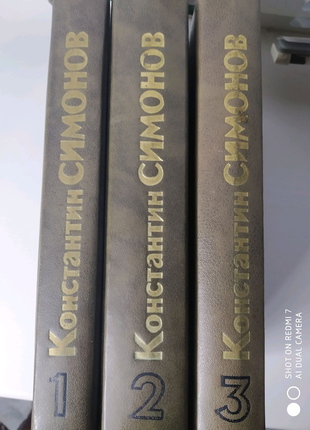 Константин СИМОНОВ
1
Константин СИМОНОВ
2
Константин СИМОНОВ
3
SHOT ON REDMI 7
AI DUAL CAMERA